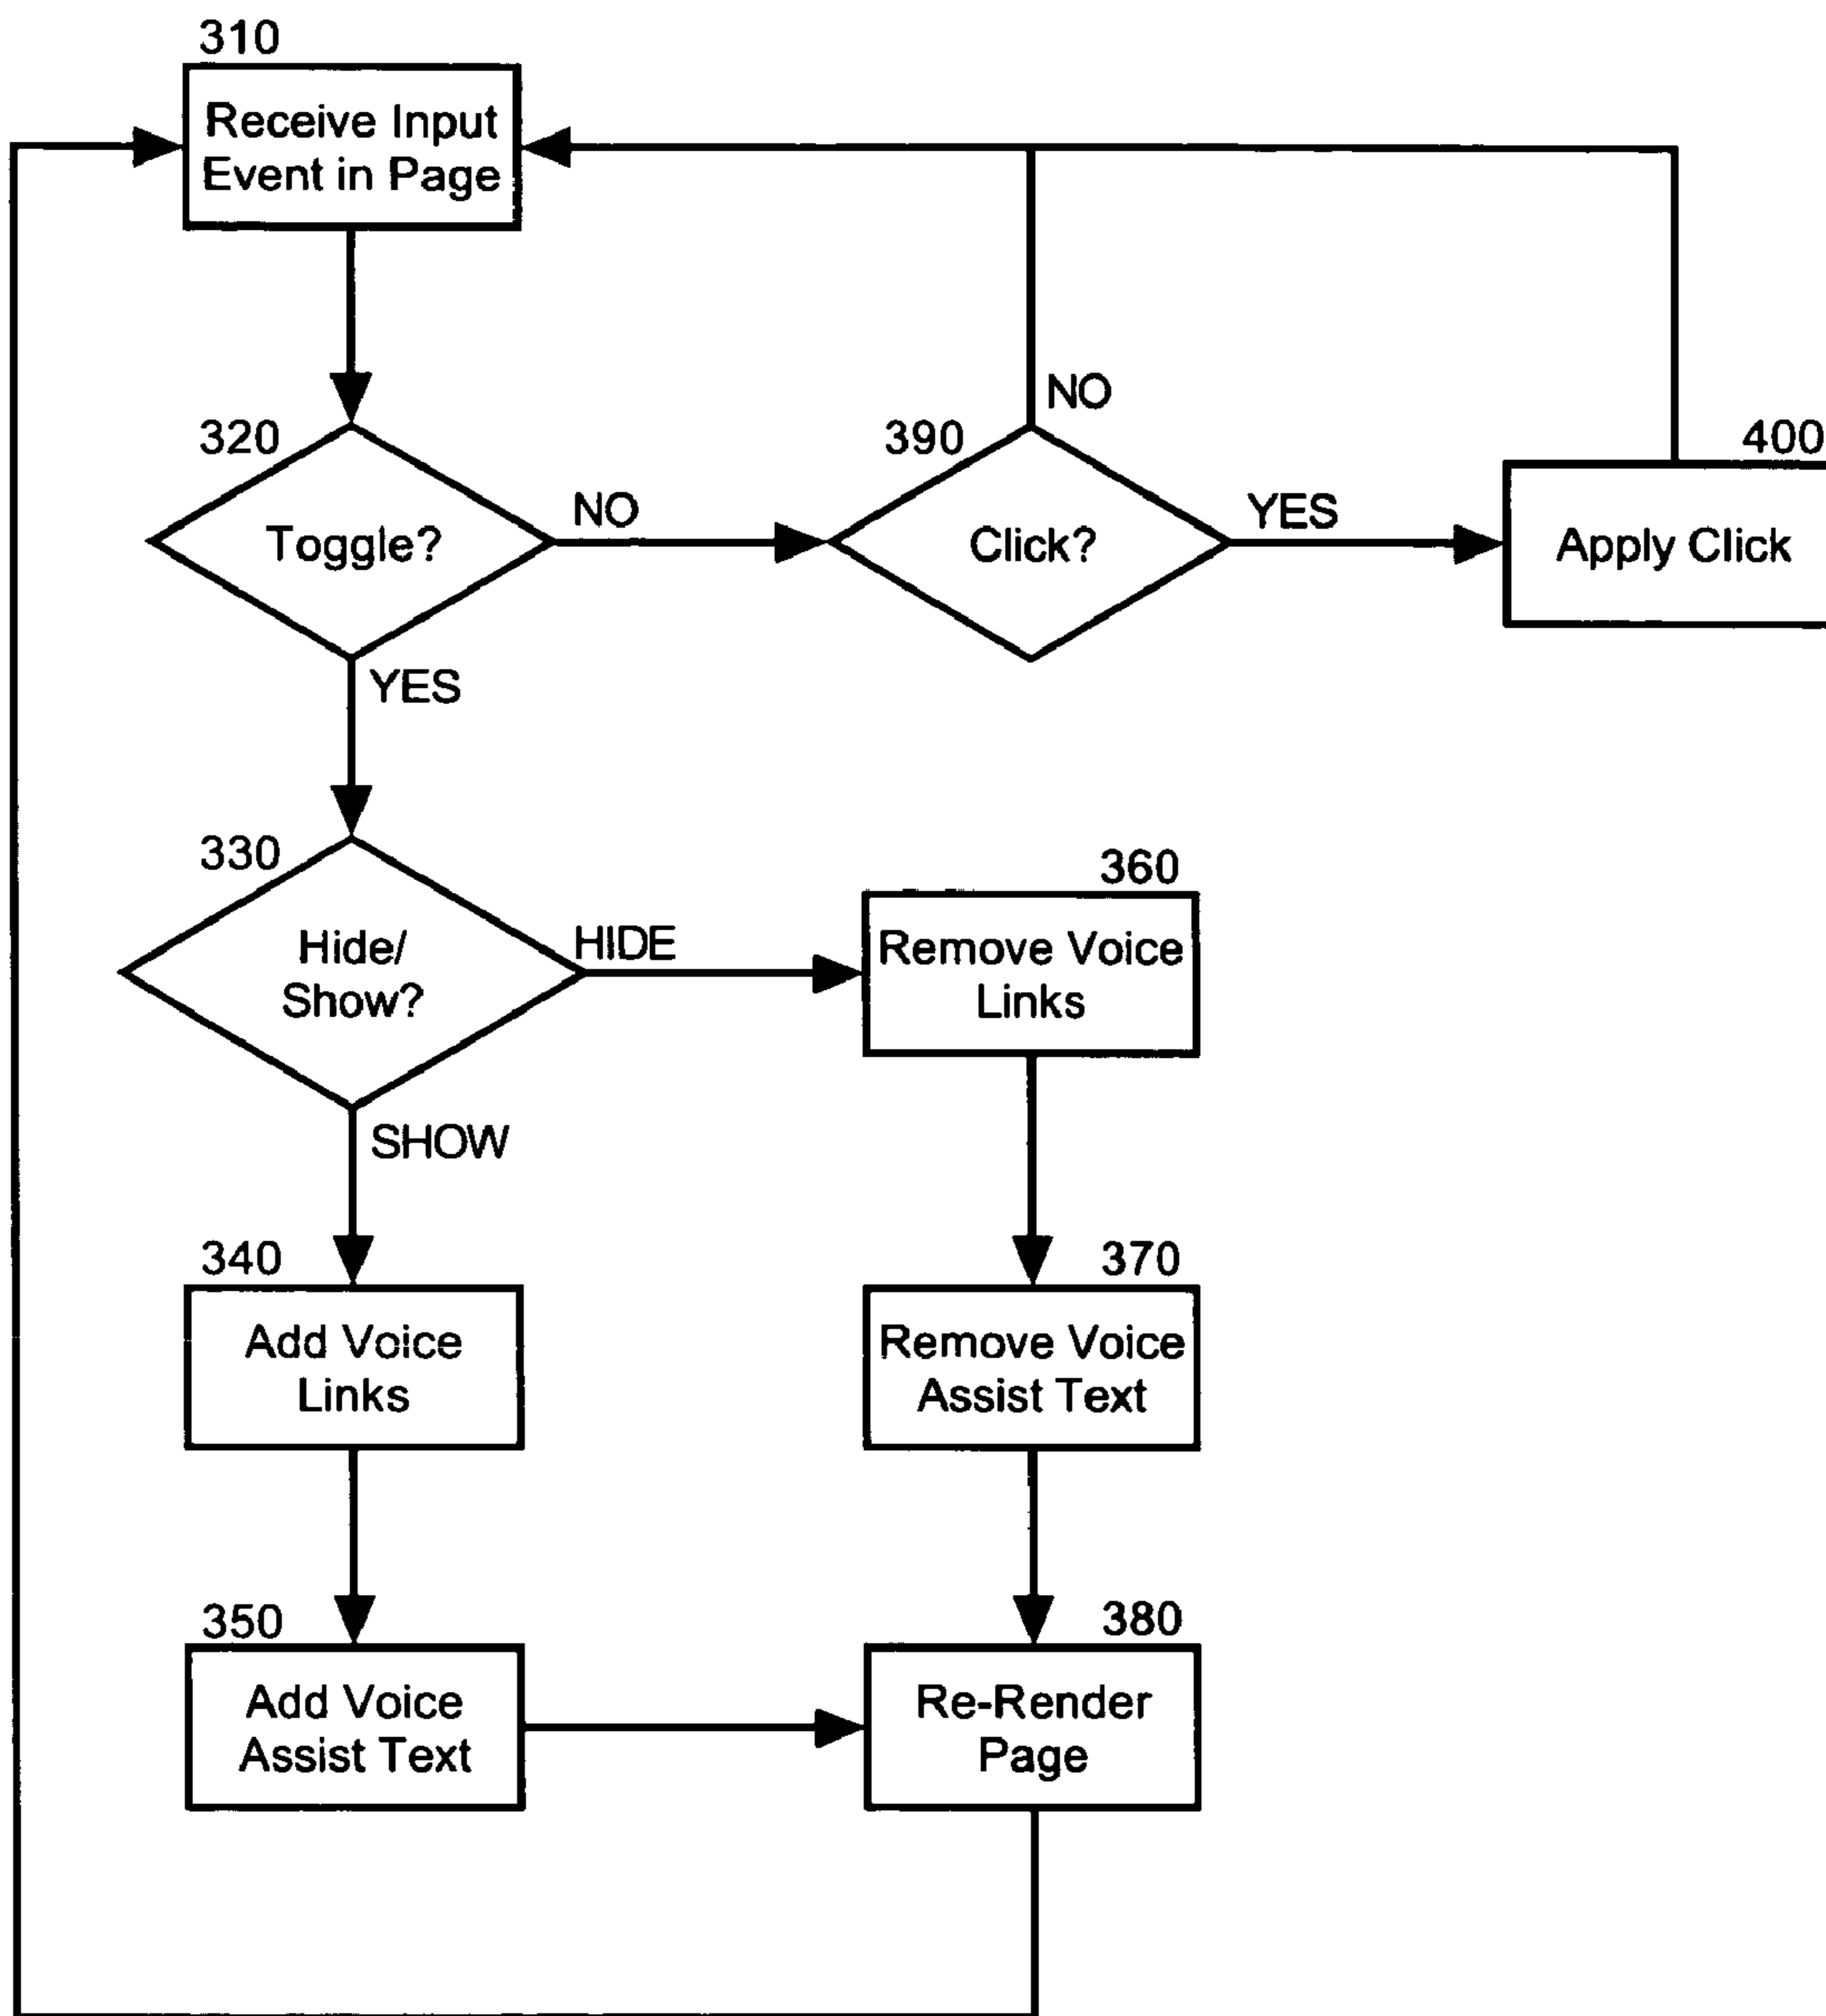 310
Receive Input
Event in Page
320
Toggle?
NO
YES
390
Click?
NO
YES
400
Apply Click
330
Hide/
Show?
HIDE
SHOW
360
Remove Voice
Links
340
Add Voice
Links
370
Remove Voice
Assist Text
350
Add Voice
Assist Text
380
Re-Render
Page